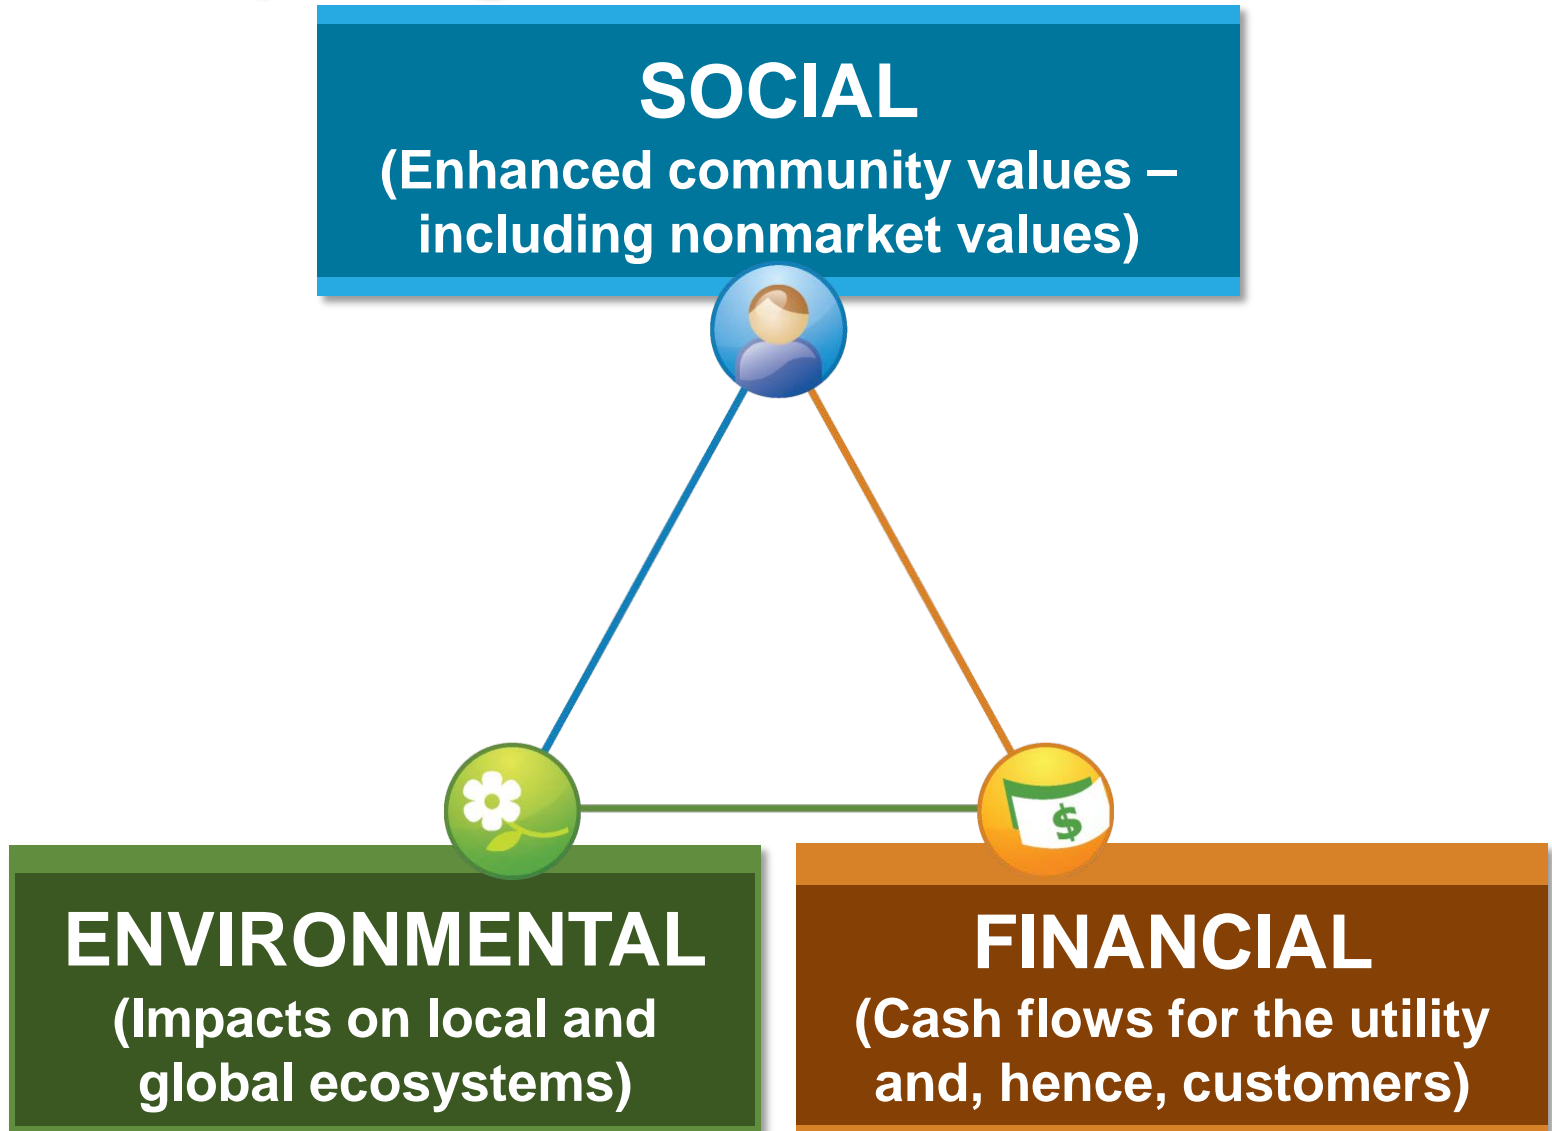 SOCIAL
(Enhanced community values –
including nonmarket values)
$
ENVIRONMENTAL
(Impacts on local and
global ecosystems)
FINANCIAL
(Cash flows for the utility
and, hence, customers)